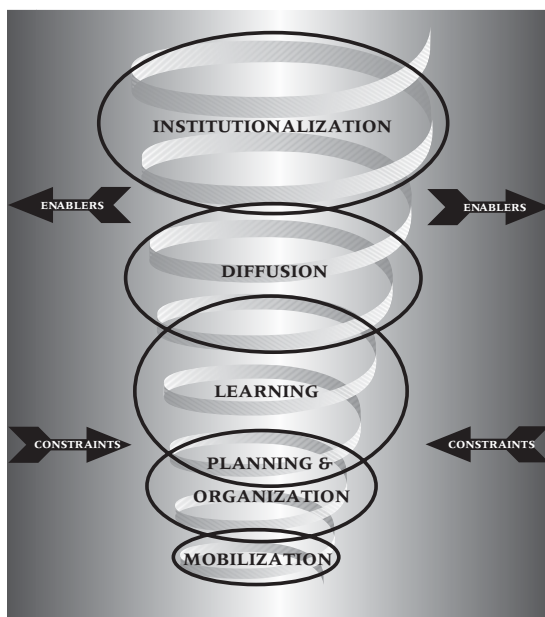 INSTITUTIONALIZATION
ENABLERS
ENABLERS
DIFFUSION
LEARNING
CONSTRAINTS
CONSTRAINTS
PLANNING &
ORGANIZATION
MOBILIZATION